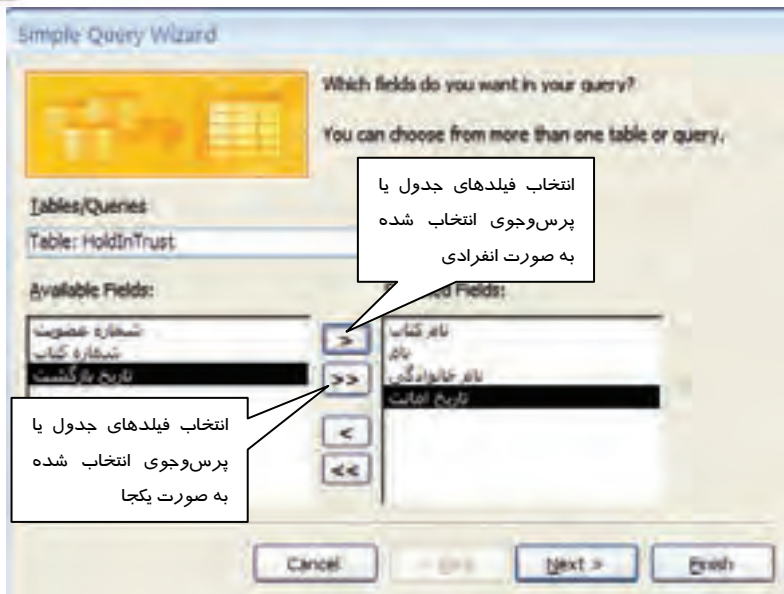 Simple Query Wizard
Which fields do you want in your query?
You can choose from more than one table or query.
Tables/Queries
Table: HoldInTrust
انتخاب فیلدهای جدول یا
پرس‌وجوی انتخاب شده
به صورت انفرادی
Available Fields:
Fields:
شماره عضویت
شماره کتاب
تاریخ بازگشت
>
>>
<
<<
نام کتاب
نام
نام خانوادگی
تاریخ امانت
انتخاب فیلدهای جدول یا
پرس‌وجوی انتخاب شده
به صورت یکجا
Cancel
Next >
Finish